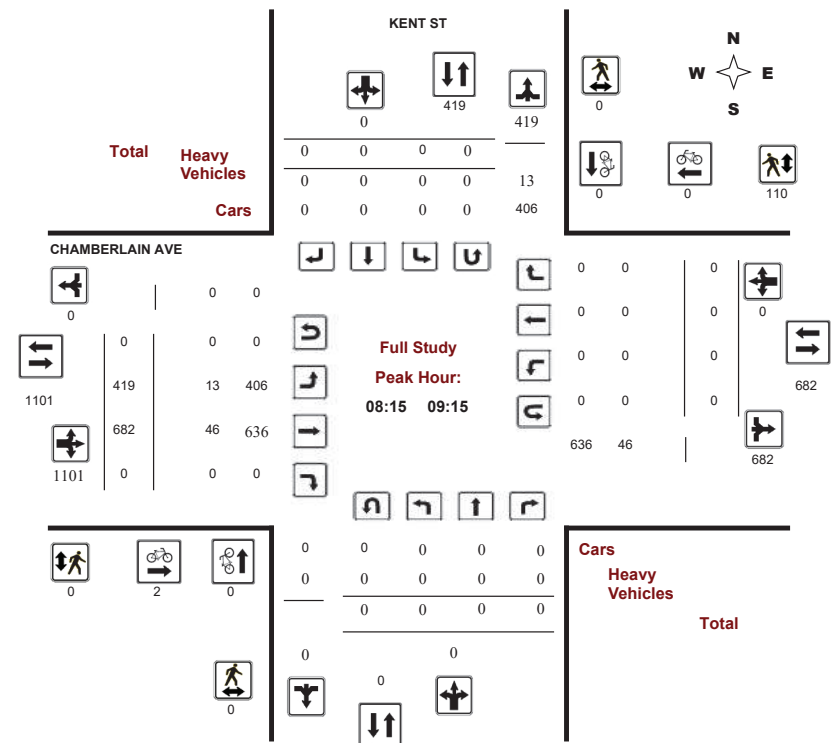 KENT ST
N
W E
S
419
0
0 419
0 0 0 0
Total Heavy
Vehicles
0 0 0 0 13
0 0 110
Cars 0 0 0 0 406
CHAMBERLAIN AVE
0 0 0
0 0 0
0
0 0 0
0
0 0 0
Full Study
419 13 406
0 0 0
Peak Hour:
1101
682
08:15 09:15
0 0 0
682 46 636
636 46
682
1101 0 0 0
0 0 0 0 0
Cars
0 0 0 0 0
Heavy
Vehicles
0 2 0
0 0 0 0
Total
0 0
0
0